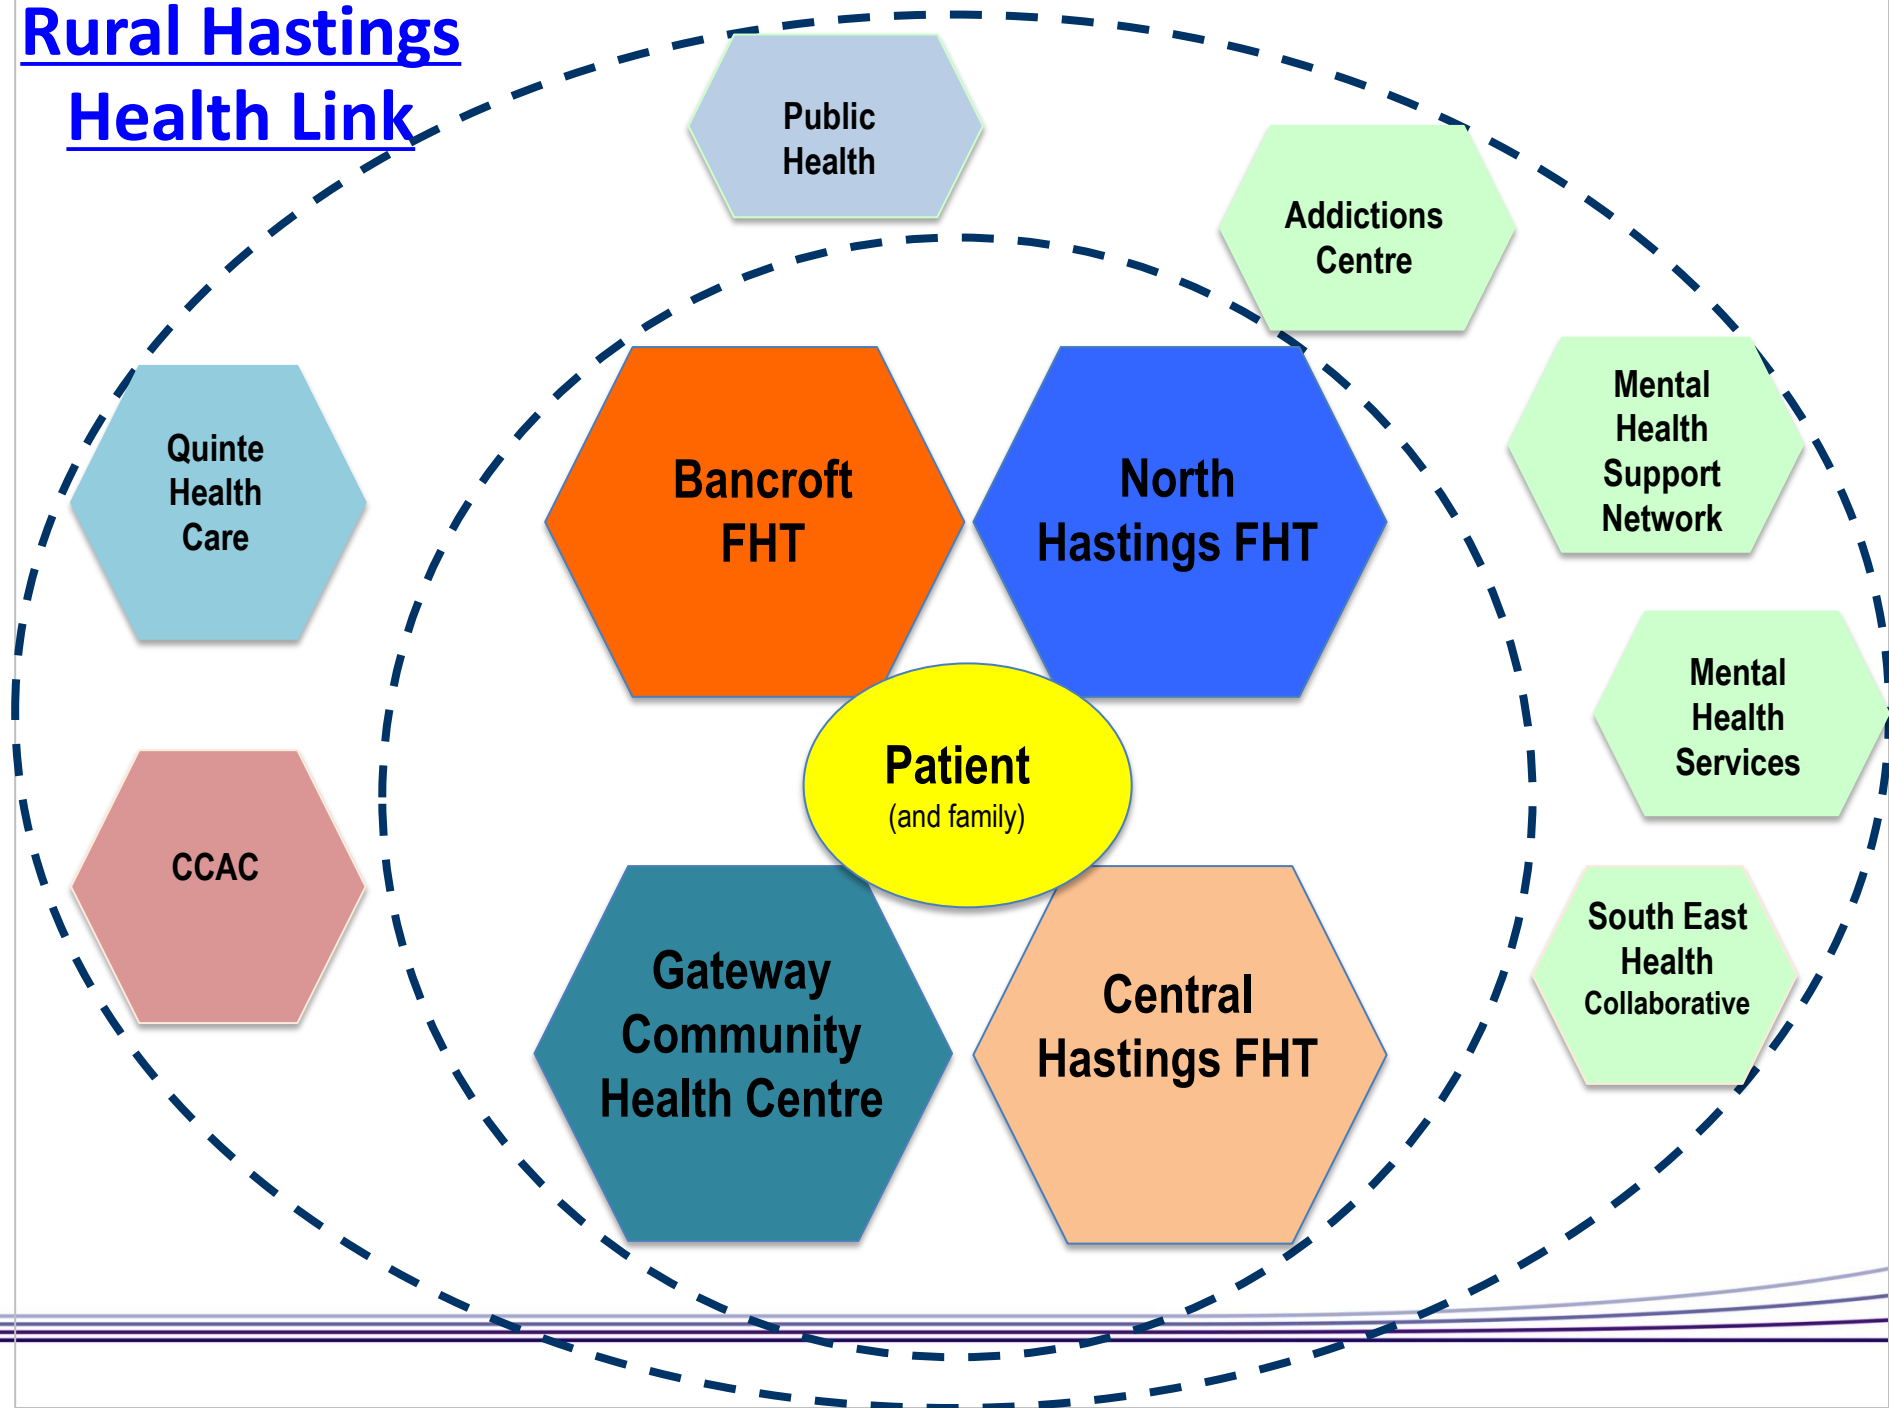 Rural Hastings
Health Link
Public
Health
Addictions
Centre
Mental
Health
Support
Network
Quinte
Health
Care
Bancroft
FHT
North
Hastings FHT
Mental
Health
Services
Patient
(and family)
CCAC
South East
Health
Collaborative
Gateway
Community
Health Centre
Central
Hastings FHT